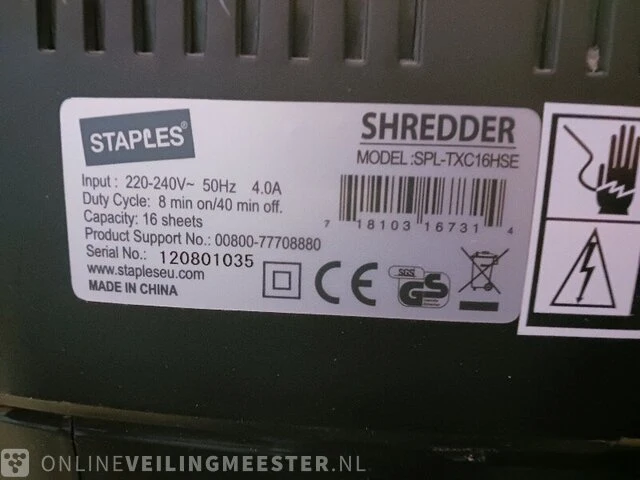 STAPLES
SHREDDER
MODEL :SPL-TXC16HSE
Input : 220-240V~ 50Hz 4.0A
Duty Cycle: 8 min on/40 min off.
Capacity: 16 sheets
Product Support No.: 00800-77708880
Serial No.: 120801035
www.stapleseu.com
MADE IN CHINA
7 18103 16731 4
SGS
GS
CE
ONLINEVEILINGMEESTER.NL